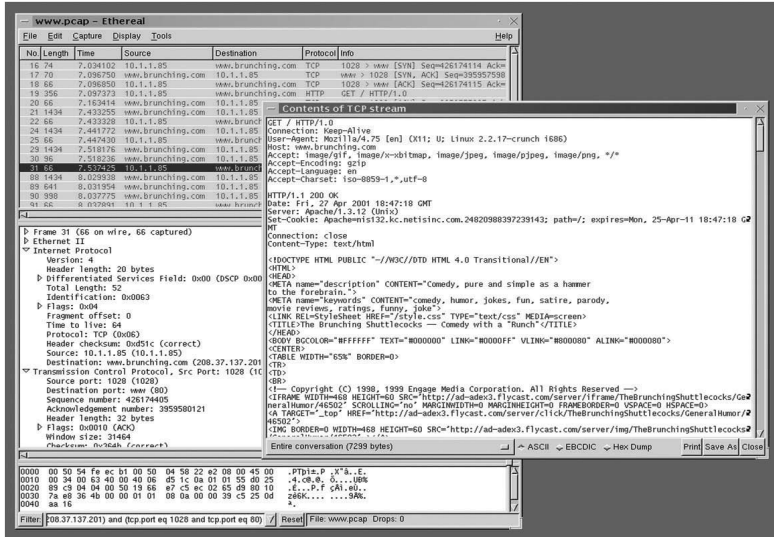 www.pcap - Ethereal
File Edit Capture Display Tools Help
No. Length Time Source Destination Protocol Info
16 74 7.034102 10.1.1.85 www.brunching.com TCP 1028 > www [SYN] Seq=426174114 Ack=
17 70 7.096750 www.brunching.com 10.1.1.85 TCP www > 1028 [SYN, ACK] Seq=395957598
18 66 7.096850 10.1.1.85 www.brunching.com TCP 1028 > www [ACK] Seq=426174115 Ack=
19 356 7.097373 10.1.1.85 www.brunching.com HTTP GET / HTTP/1.0
20 66 7.163414 www.brunching.com 10.1.1.85
21 1434 7.433255 www.brunching.com 10.1.1.85
22 66 7.433328 10.1.1.85 www.brunch
24 1434 7.441772 www.brunching.com 10.1.1.85
25 66 7.447430 10.1.1.85 www.brunch
29 1434 7.518176 www.brunching.com 10.1.1.85
30 96 7.518236 www.brunching.com 10.1.1.85
31 66 7.537425 10.1.1.85 www.brunch
88 1434 8.029938 www.brunching.com 10.1.1.85
89 641 8.031954 www.brunching.com 10.1.1.85
90 998 8.037775 www.brunching.com 10.1.1.85
91 66 8.037891 10.1.1.85 www.brunch
Frame 31 (66 on wire, 66 captured)
Ethernet II
Internet Protocol
Version: 4
Header length: 20 bytes
Differentiated Services Field: 0x00 (DSCP 0x00
Total Length: 52
Identification: 0x0063
Flags: 0x04
Fragment offset: 0
Time to live: 64
Protocol: TCP (0x06)
Header checksum: 0xd51c (correct)
Source: 10.1.1.85 (10.1.1.85)
Destination: www.brunching.com (208.37.137.201
Transmission Control Protocol, Src Port: 1028 (10
Source port: 1028 (1028)
Destination port: www (80)
Sequence number: 426174405
Acknowledgement number: 3959580121
Header length: 32 bytes
Flags: 0x0010 (ACK)
Window size: 31464
Checksum: 0x364b (correct)
0000 00 50 54 fe ec b1 00 50 04 58 22 e2 08 00 45 00 .PTþì±.P .X"â..E.
0010 00 34 00 63 40 00 40 06 d5 1c 0a 01 01 55 d0 25 .4.c@.@. Õ....UÐ%
0020 89 c9 04 04 00 50 19 66 e7 c5 ec 02 65 d9 80 10 .É...P.f çÅì.eÙ..
0030 7a e8 36 4b 00 00 01 01 08 0a 00 00 39 c5 25 0d zè6K.... ....9Å%.
0040 aa 16 ª.
Filter: 208.37.137.201) and (tcp.port eq 1028 and tcp.port eq 80) Reset File: www.pcap Drops: 0
Contents of TCP stream
GET / HTTP/1.0
Connection: Keep-Alive
User-Agent: Mozilla/4.75 [en] (X11; U; Linux 2.2.17-crunch i686)
Host: www.brunching.com
Accept: image/gif, image/x-xbitmap, image/jpeg, image/pjpeg, image/png, */*
Accept-Encoding: gzip
Accept-Language: en
Accept-Charset: iso-8859-1,*,utf-8
HTTP/1.1 200 OK
Date: Fri, 27 Apr 2001 18:47:18 GMT
Server: Apache/1.3.12 (Unix)
Set-Cookie: Apache=nis132.kc.netisinc.com.24820988397239143; path=/; expires=Mon, 25-Apr-11 18:47:18 G
MT
Connection: close
Content-Type: text/html
<!DOCTYPE HTML PUBLIC "-//W3C//DTD HTML 4.0 Transitional//EN">
<HTML>
<HEAD>
<META name="description" CONTENT="Comedy, pure and simple as a hammer
to the forebrain.">
<META name="keywords" CONTENT="comedy, humor, jokes, fun, satire, parody,
movie reviews, ratings, funny, joke">
<LINK REL=StyleSheet HREF="/style.css" TYPE="text/css" MEDIA=screen>
<TITLE>The Brunching Shuttlecocks -- Comedy with a "Runch"</TITLE>
</HEAD>
<BODY BGCOLOR="#FFFFFF" TEXT="#000000" LINK="#0000FF" VLINK="#800080" ALINK="#800080">
<CENTER>
<TABLE WIDTH="65%" BORDER=0>
<TR>
<TD>
<BR>
<!-- Copyright (C) 1998, 1999 Engage Media Corporation. All Rights Reserved -->
<IFRAME WIDTH=468 HEIGHT=60 SRC="http://ad-adex3.flycast.com/server/iframe/TheBrunchingShuttlecocks/Ge
neralHumor/46502" SCROLLING="no" MARGINWIDTH=0 MARGINHEIGHT=0 FRAMEBORDER=0 VSPACE=0 HSPACE=0>
<A TARGET="_top" HREF="http://ad-adex3.flycast.com/server/click/TheBrunchingShuttlecocks/GeneralHumor/
46502">
<IMG BORDER=0 WIDTH=468 HEIGHT=60 SRC="http://ad-adex3.flycast.com/server/img/TheBrunchingShuttlecocks
Entire conversation (7299 bytes) ASCII EBCDIC Hex Dump Print Save As Close